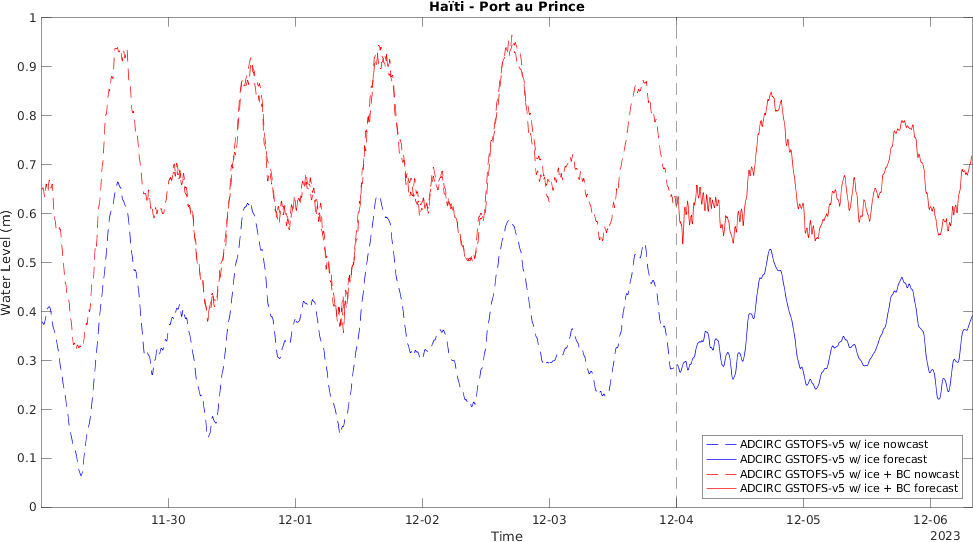 Haïti - Port au Prince
1
0.9
0.8
0.7
0.6
0.5
0.4
0.3
0.2
0.1
0
Water Level (m)
11-30
12-01
12-02
12-03
12-04
12-05
12-06
Time
2023
ADCIRC GSTOFS-v5 w/ ice nowcast
ADCIRC GSTOFS-v5 w/ ice forecast
ADCIRC GSTOFS-v5 w/ ice + BC nowcast
ADCIRC GSTOFS-v5 w/ ice + BC forecast